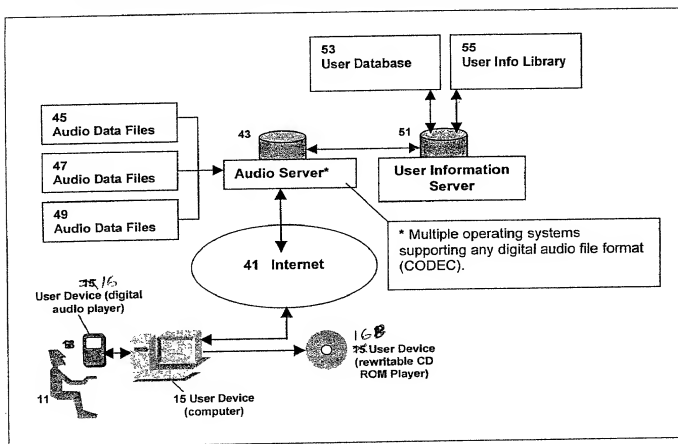 53
User Database
55
User Info Library
45
Audio Data Files
43
51
47
Audio Data Files
Audio Server*
User Information
Server
49
Audio Data Files
* Multiple operating systems
supporting any digital audio file format
(CODEC).
41 Internet
16
User Device (digital
audio player)
16B
User Device
(rewritable CD
ROM Player)
11
15 User Device
(computer)